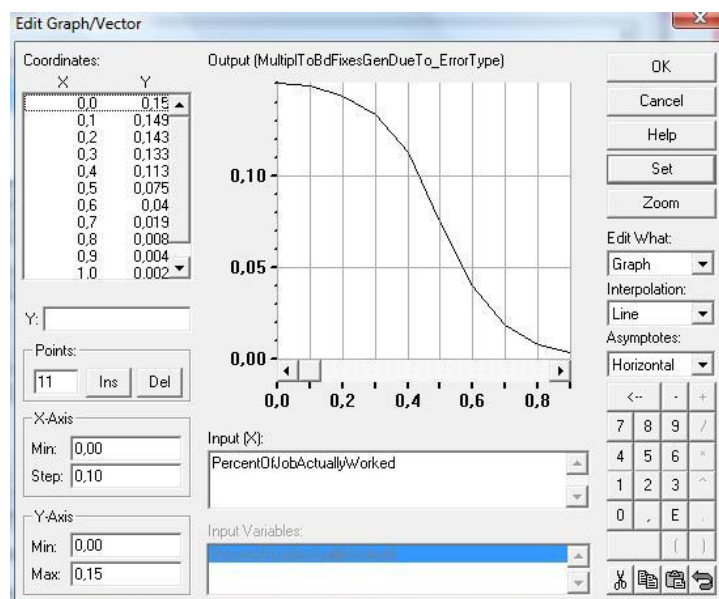 Edit Graph/Vector
Coordinates:
X Y
0,0 0,15
0,1 0,149
0,2 0,143
0,3 0,133
0,4 0,113
0,5 0,075
0,6 0,04
0,7 0,019
0,8 0,008
0,9 0,004
1,0 0,002
Y:
Points:
11 Ins Del
X-Axis
Min: 0,00
Step: 0,10
Y-Axis
Min: 0,00
Max: 0,15
Output (MultiplToBdFixesGenDueTo_ErrorType)
0,10
0,05
0,00
0,0 0,2 0,4 0,6 0,8
Input (X):
PercentOfJobActuallyWorked
Input Variables:
OK
Cancel
Help
Set
Zoom
Edit What:
Graph
Interpolation:
Line
Asymptotes:
Horizontal
<-- - +
7 8 9 /
4 5 6 *
1 2 3 ^
0 , E .
( )